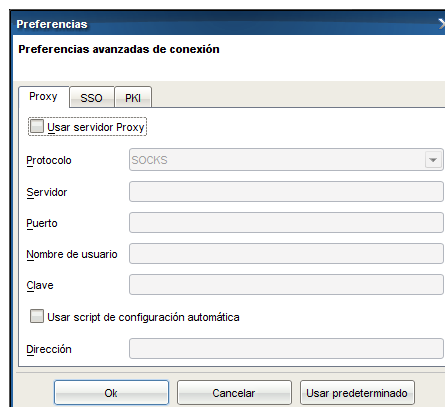 Preferencias
Preferencias avanzadas de conexión
Proxy SSO PKI
Usar servidor Proxy
Protocolo SOCKS
Servidor
Puerto
Nombre de usuario
Clave
Usar script de configuración automática
Dirección
Ok Cancelar Usar predeterminado